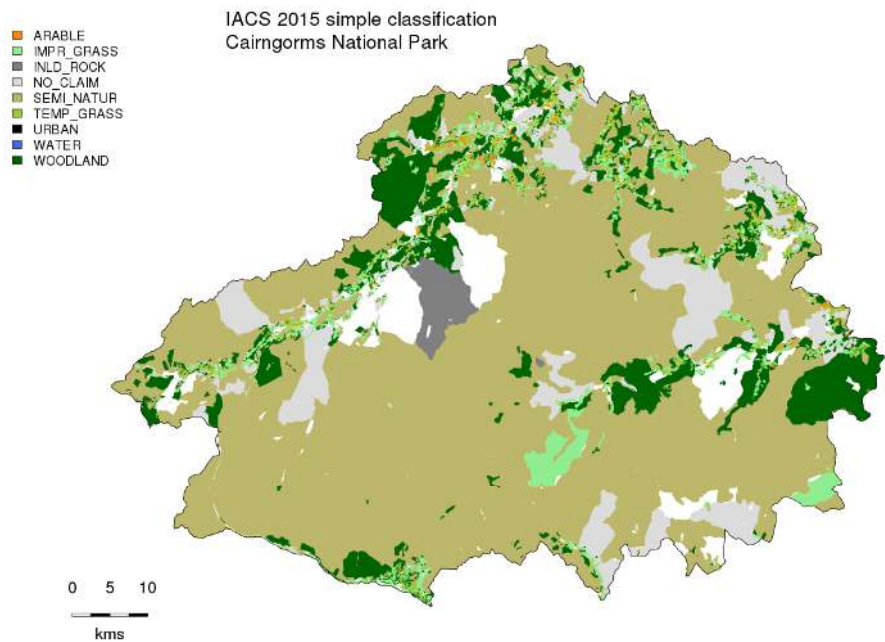 IACS 2015 simple classification
Cairngorms National Park
ARABLE
IMPR_GRASS
INLD_ROCK
NO_CLAIM
SEMI_NATUR
TEMP_GRASS
URBAN
WATER
WOODLAND
0 5 10
kms